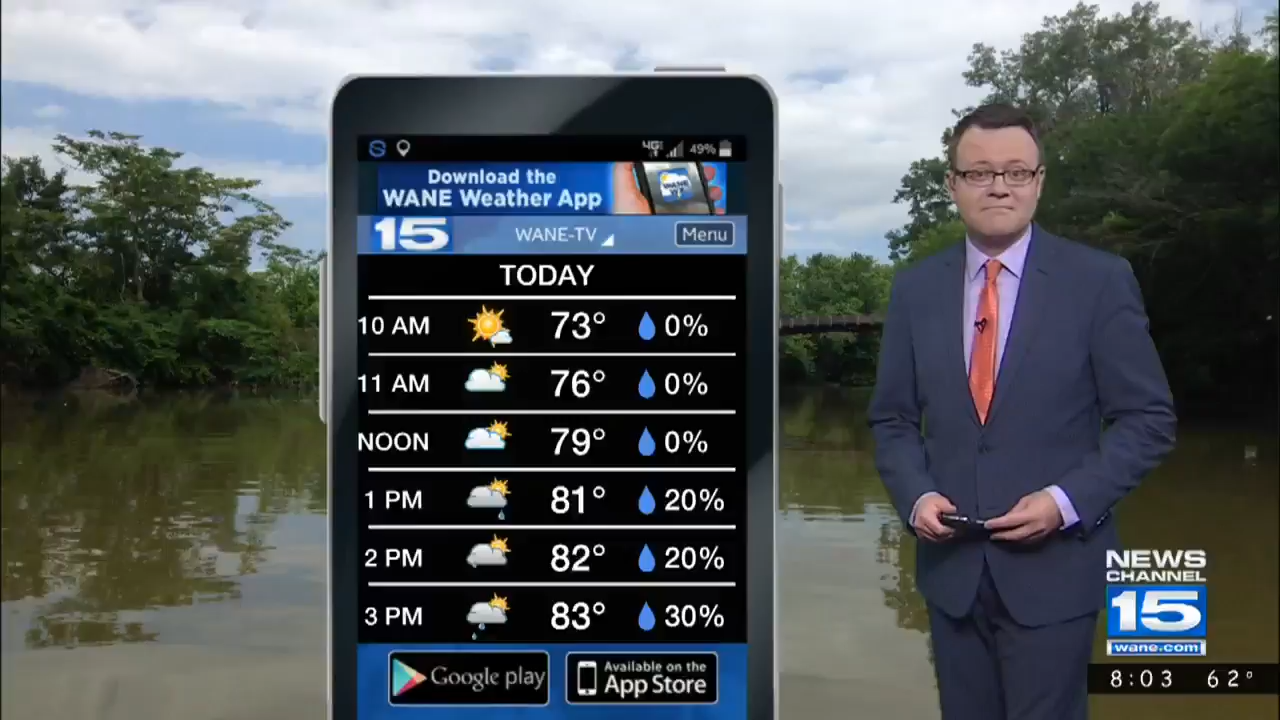 4G 49%
Download the
WANE Weather App
WANE
15 WANE-TV Menu
TODAY
10 AM 73° 0%
11 AM 76° 0%
NOON 79° 0%
1 PM 81° 20%
2 PM 82° 20%
3 PM 83° 30%
Google play
Available on the
App Store
NEWS
CHANNEL
15
wane.com
8:03 62°